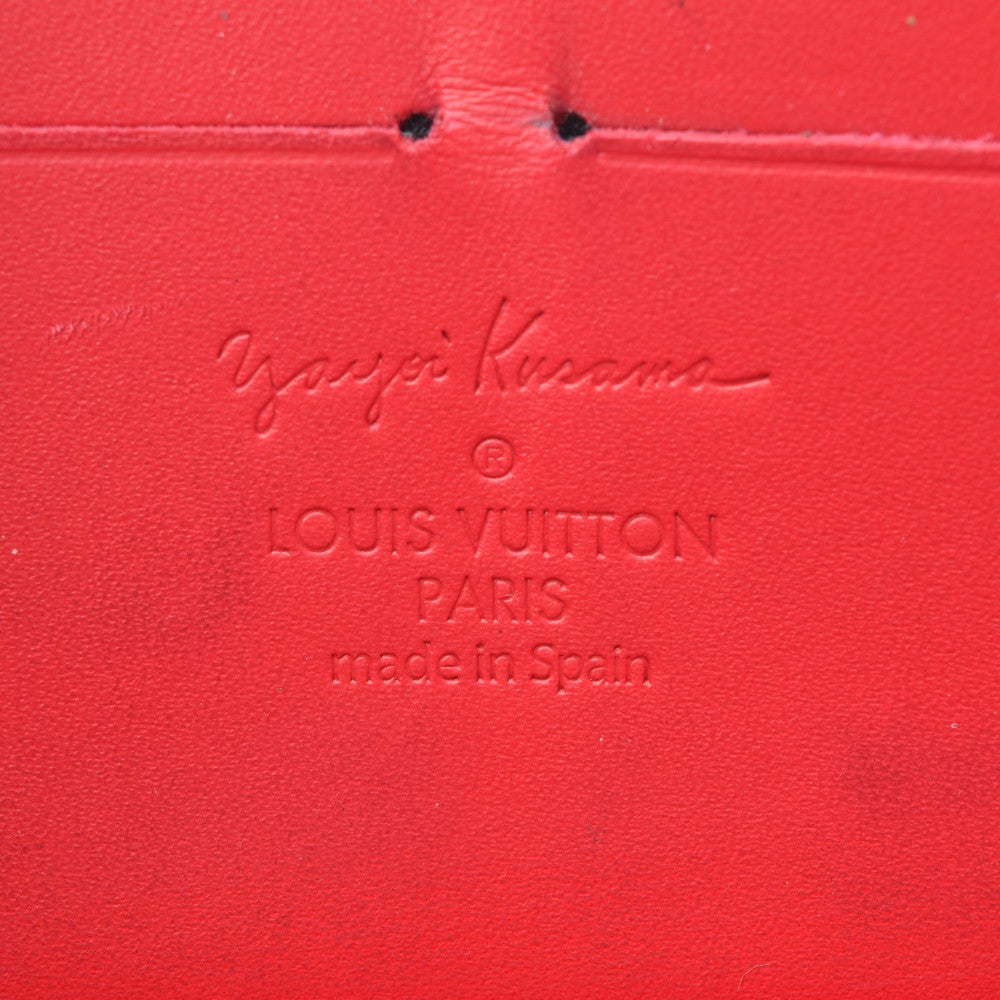 yayoi Kusama
®
LOUIS VUITTON
PARIS
made in Spain